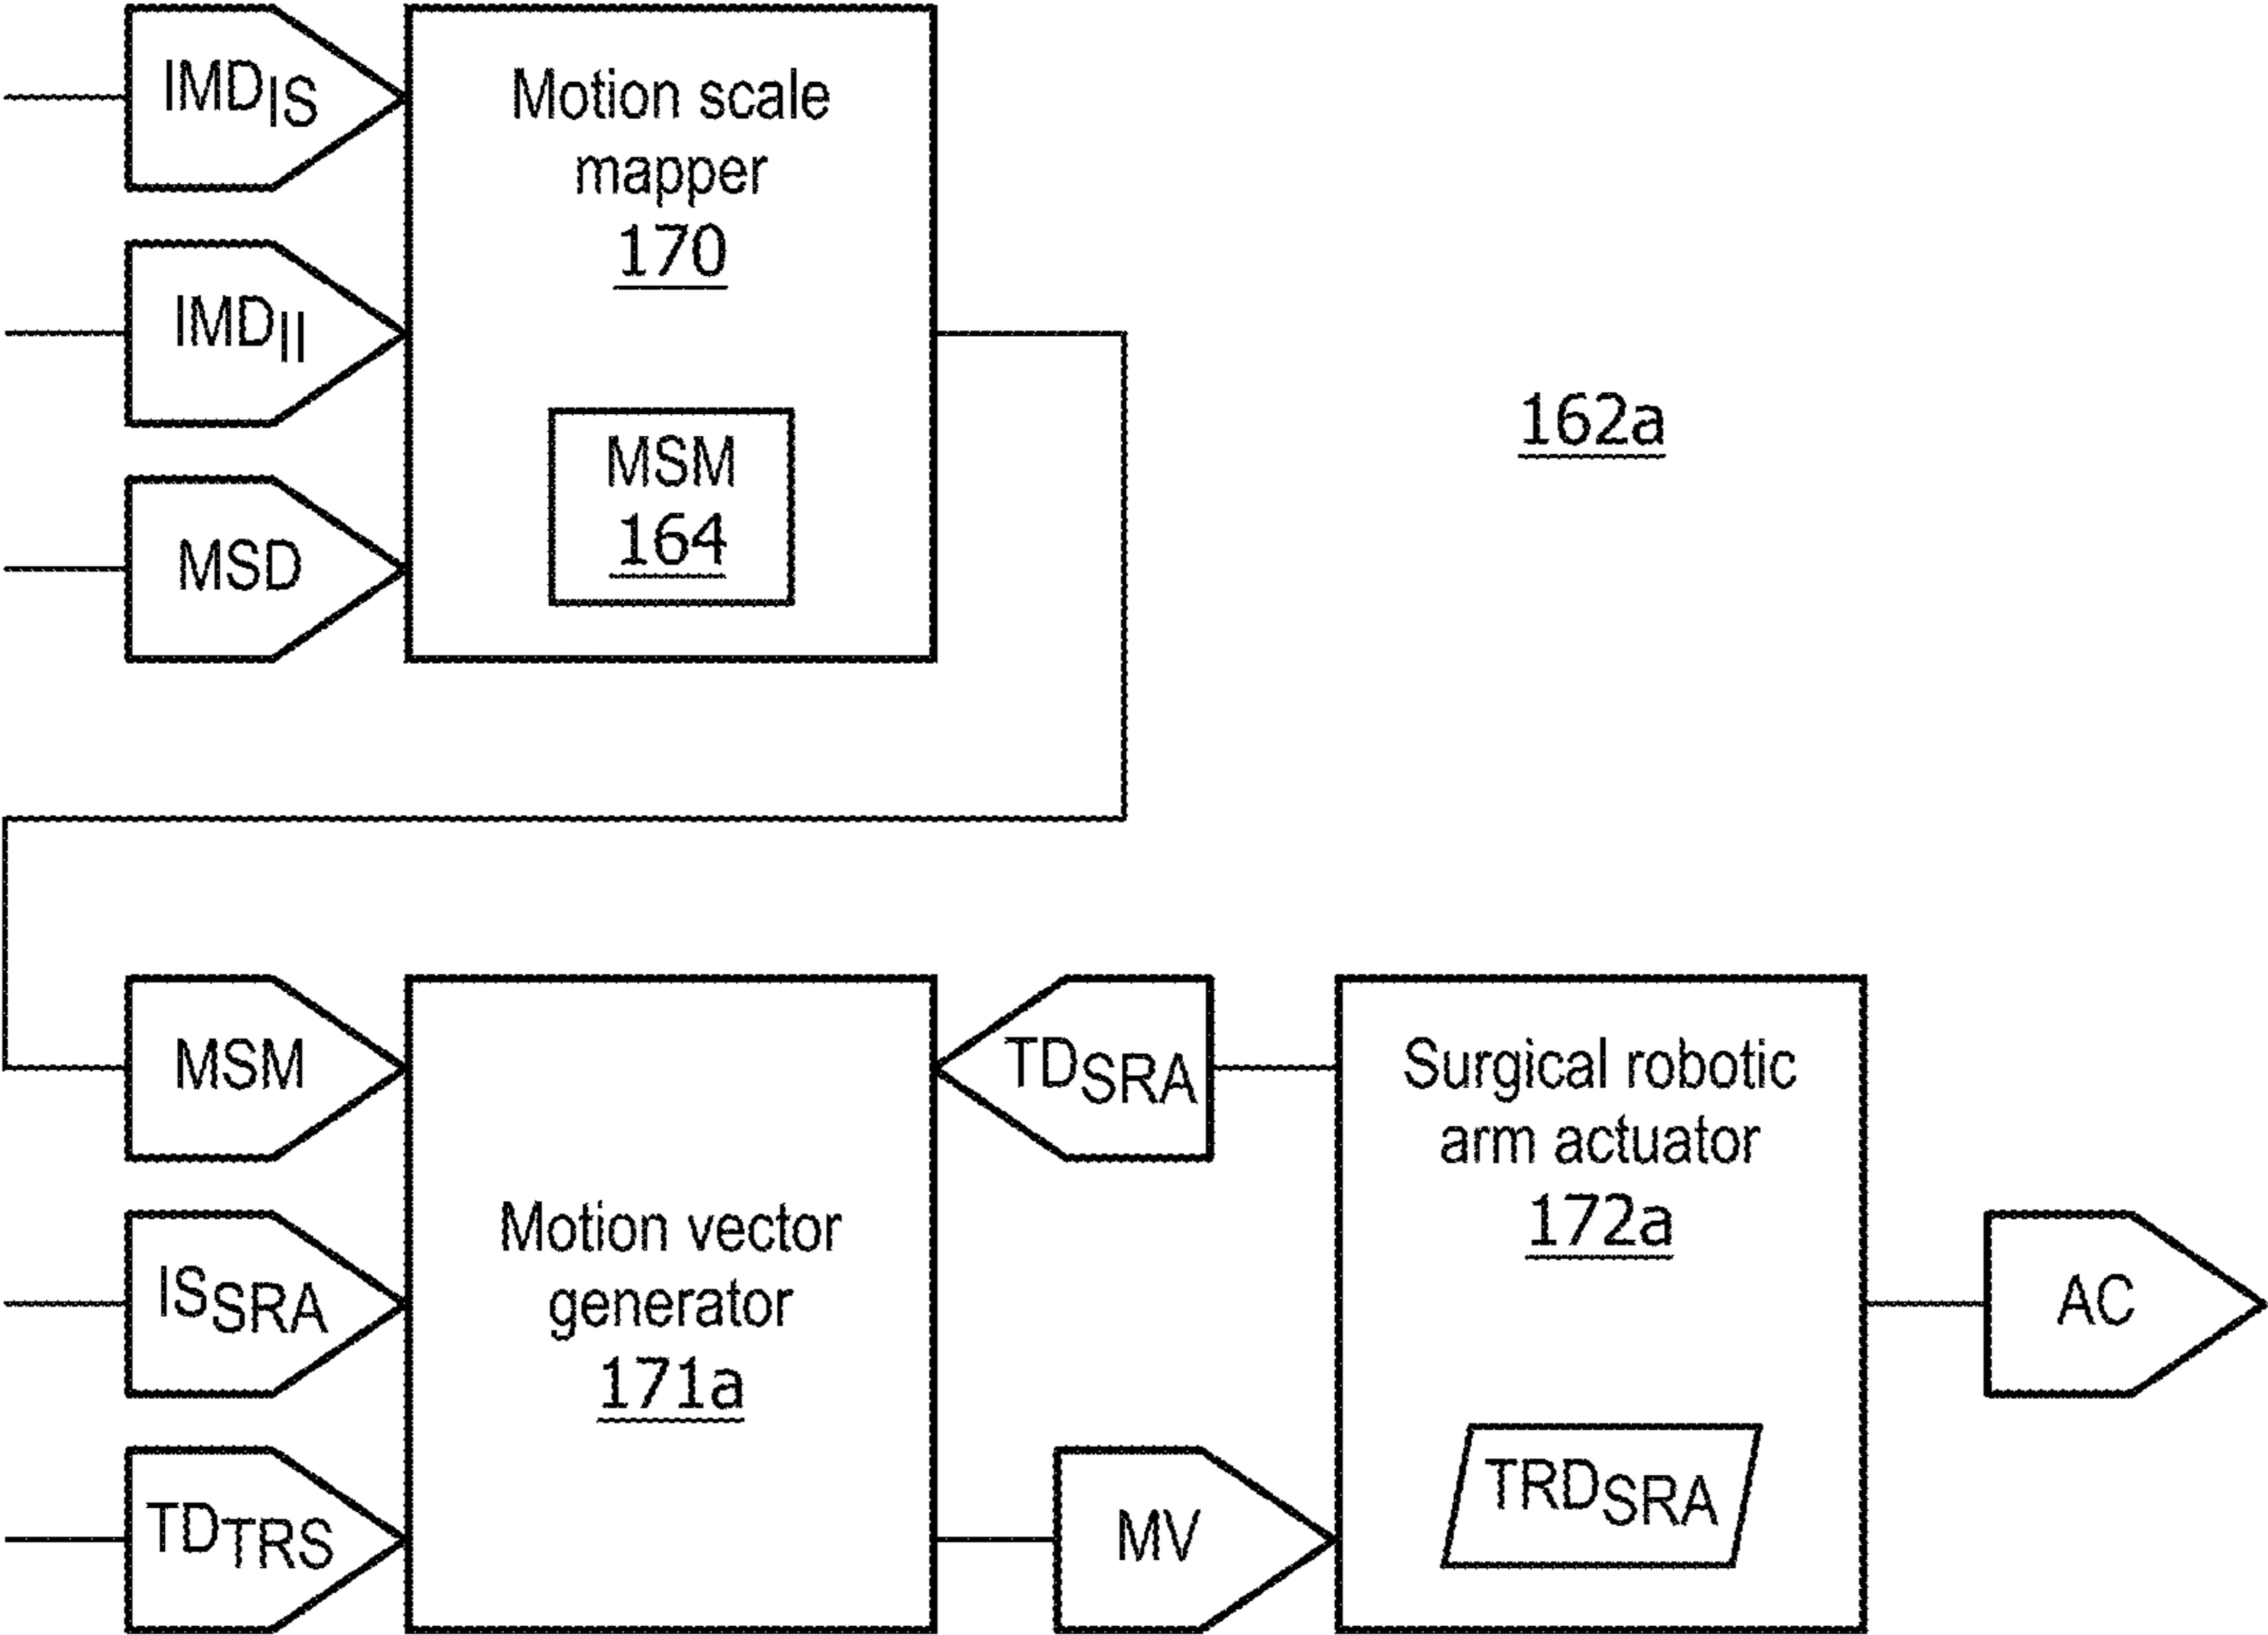 IMDIS
Motion scale
mapper
170
IMDII
MSM
164
MSD
162a
MSM
TDSRA
Surgical robotic
arm actuator
172a
Motion vector
generator
171a
ISSRA
AC
TDTRS
MV
TRDSRA